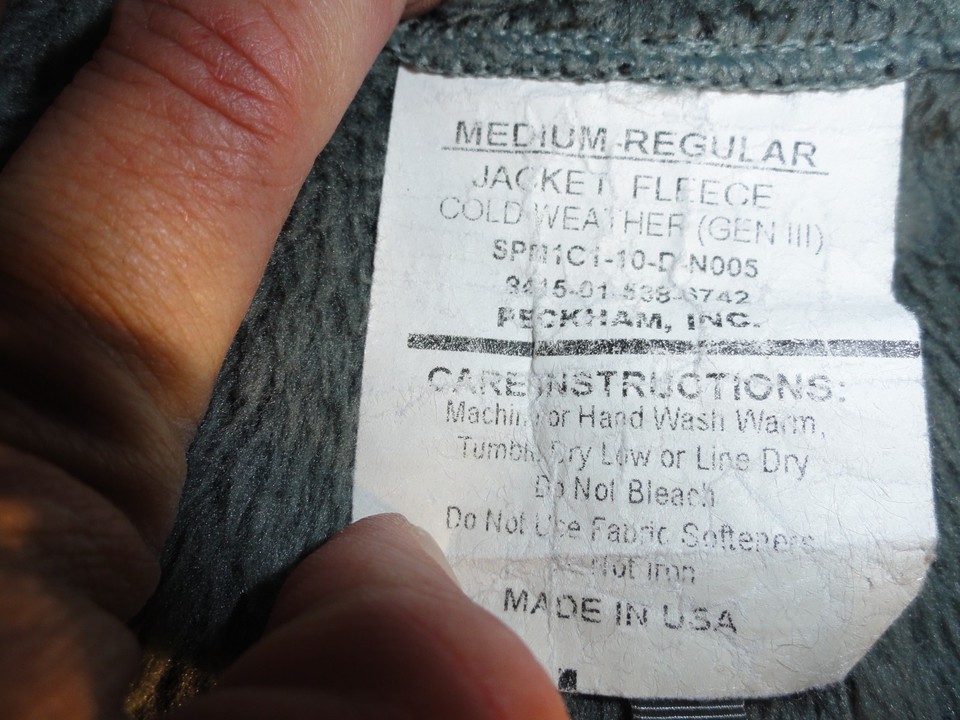 MEDIUM-REGULAR
JACKET FLEECE
COLD WEATHER (GEN III)
SPM1C1-10-D-N005
8415-01-538-6742
PECKHAM, INC.
CARE INSTRUCTIONS:
Machine or Hand Wash Warm,
Tumble Dry Low or Line Dry
Do Not Bleach
Do Not Use Fabric Softeners
Not Iron
MADE IN USA